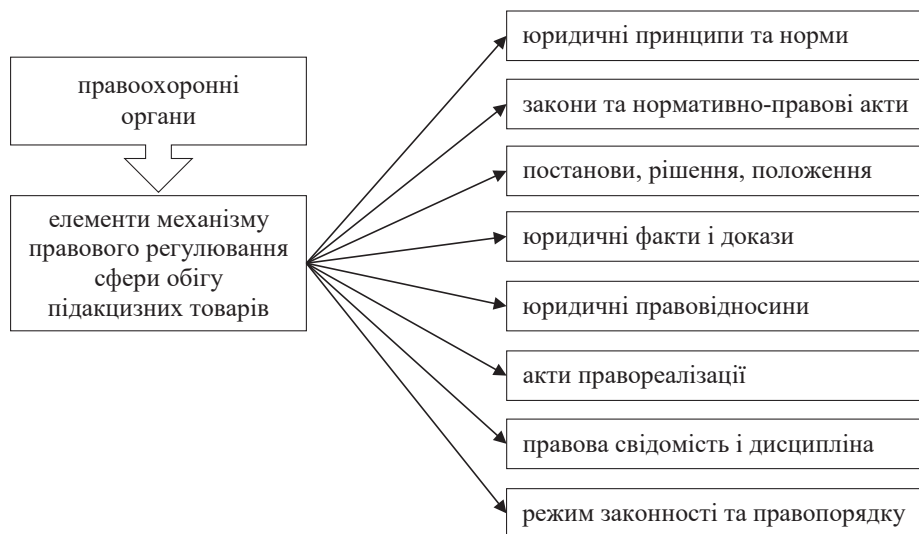 правоохоронні
органи
елементи механізму
правового регулювання
сфери обігу
підакцизних товарів
юридичні принципи та норми
закони та нормативно-правові акти
постанови, рішення, положення
юридичні факти і докази
юридичні правовідносини
акти правореалізації
правова свідомість і дисципліна
режим законності та правопорядку